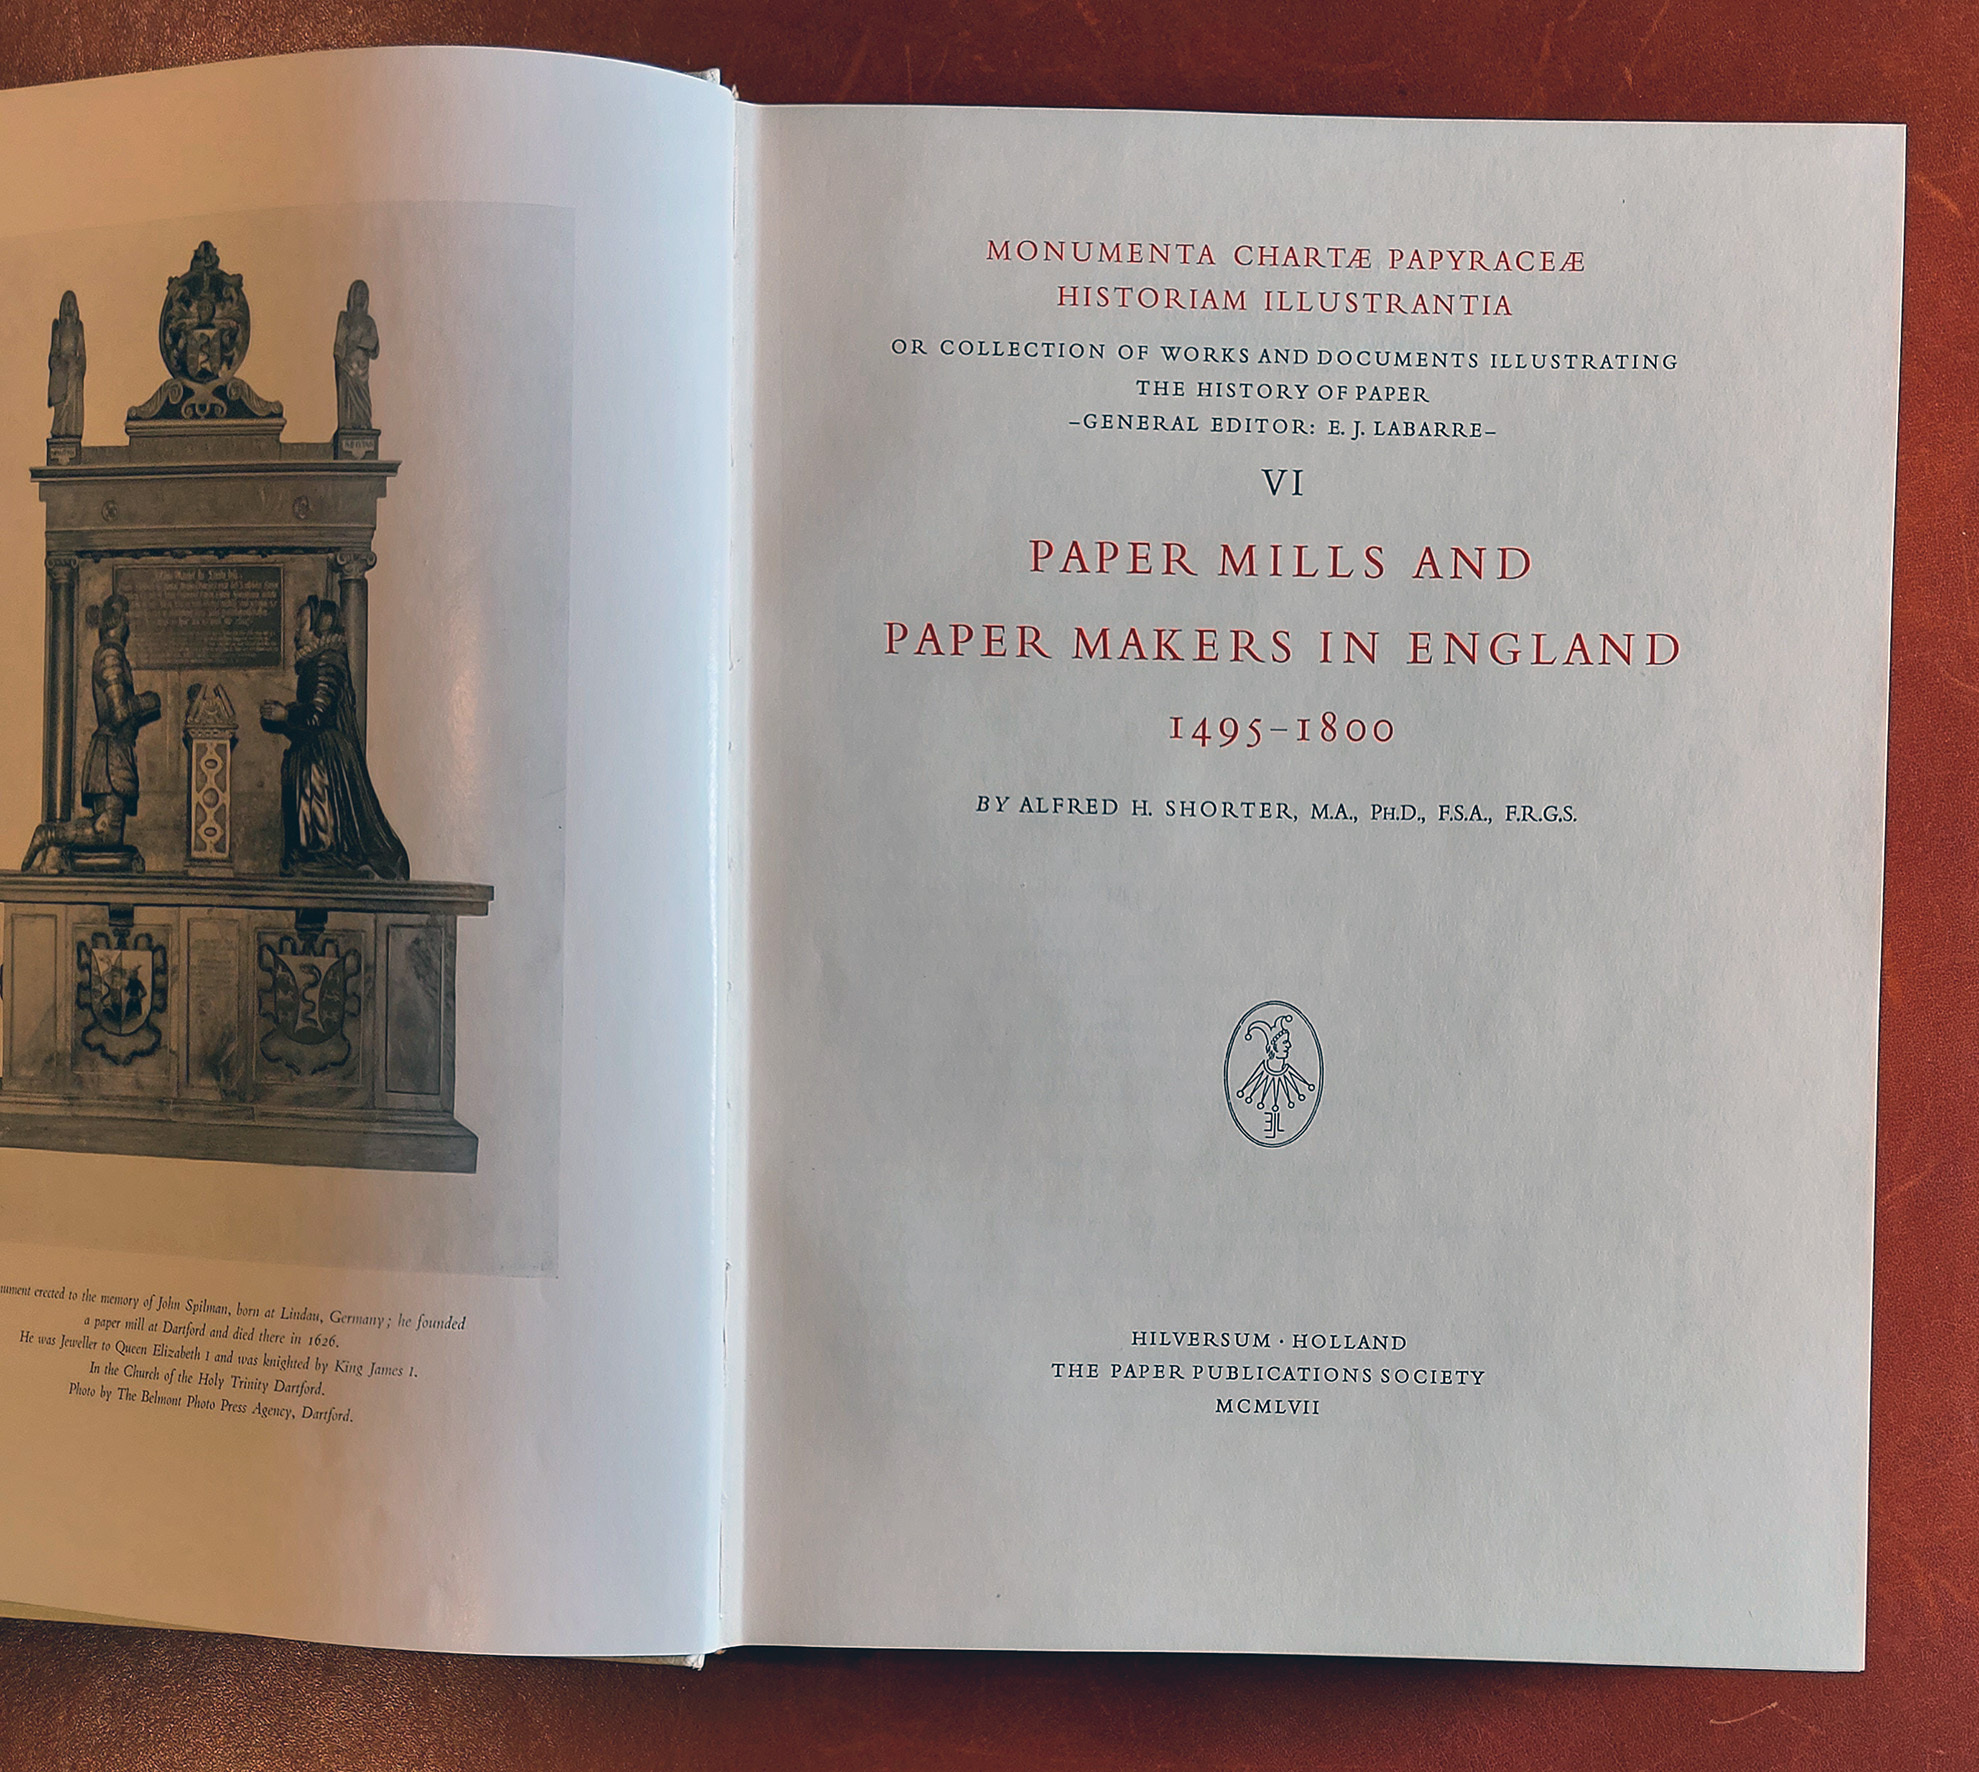 nument erected to the memory of John Spilman, born at Lindau, Germany; he founded
a paper mill at Dartford and died there in 1626.
He was Jeweller to Queen Elizabeth I and was knighted by King James I.
In the Church of the Holy Trinity Dartford.
Photo by The Belmont Photo Press Agency, Dartford.
MONUMENTA CHARTÆ PAPYRACEÆ
HISTORIAM ILLUSTRANTIA
OR COLLECTION OF WORKS AND DOCUMENTS ILLUSTRATING
THE HISTORY OF PAPER
–GENERAL EDITOR: E. J. LABARRE–
VI
PAPER MILLS AND
PAPER MAKERS IN ENGLAND
1495–1800
BY ALFRED H. SHORTER, M.A., PH.D., F.S.A., F.R.G.S.
EJL
HILVERSUM · HOLLAND
THE PAPER PUBLICATIONS SOCIETY
MCMLVII